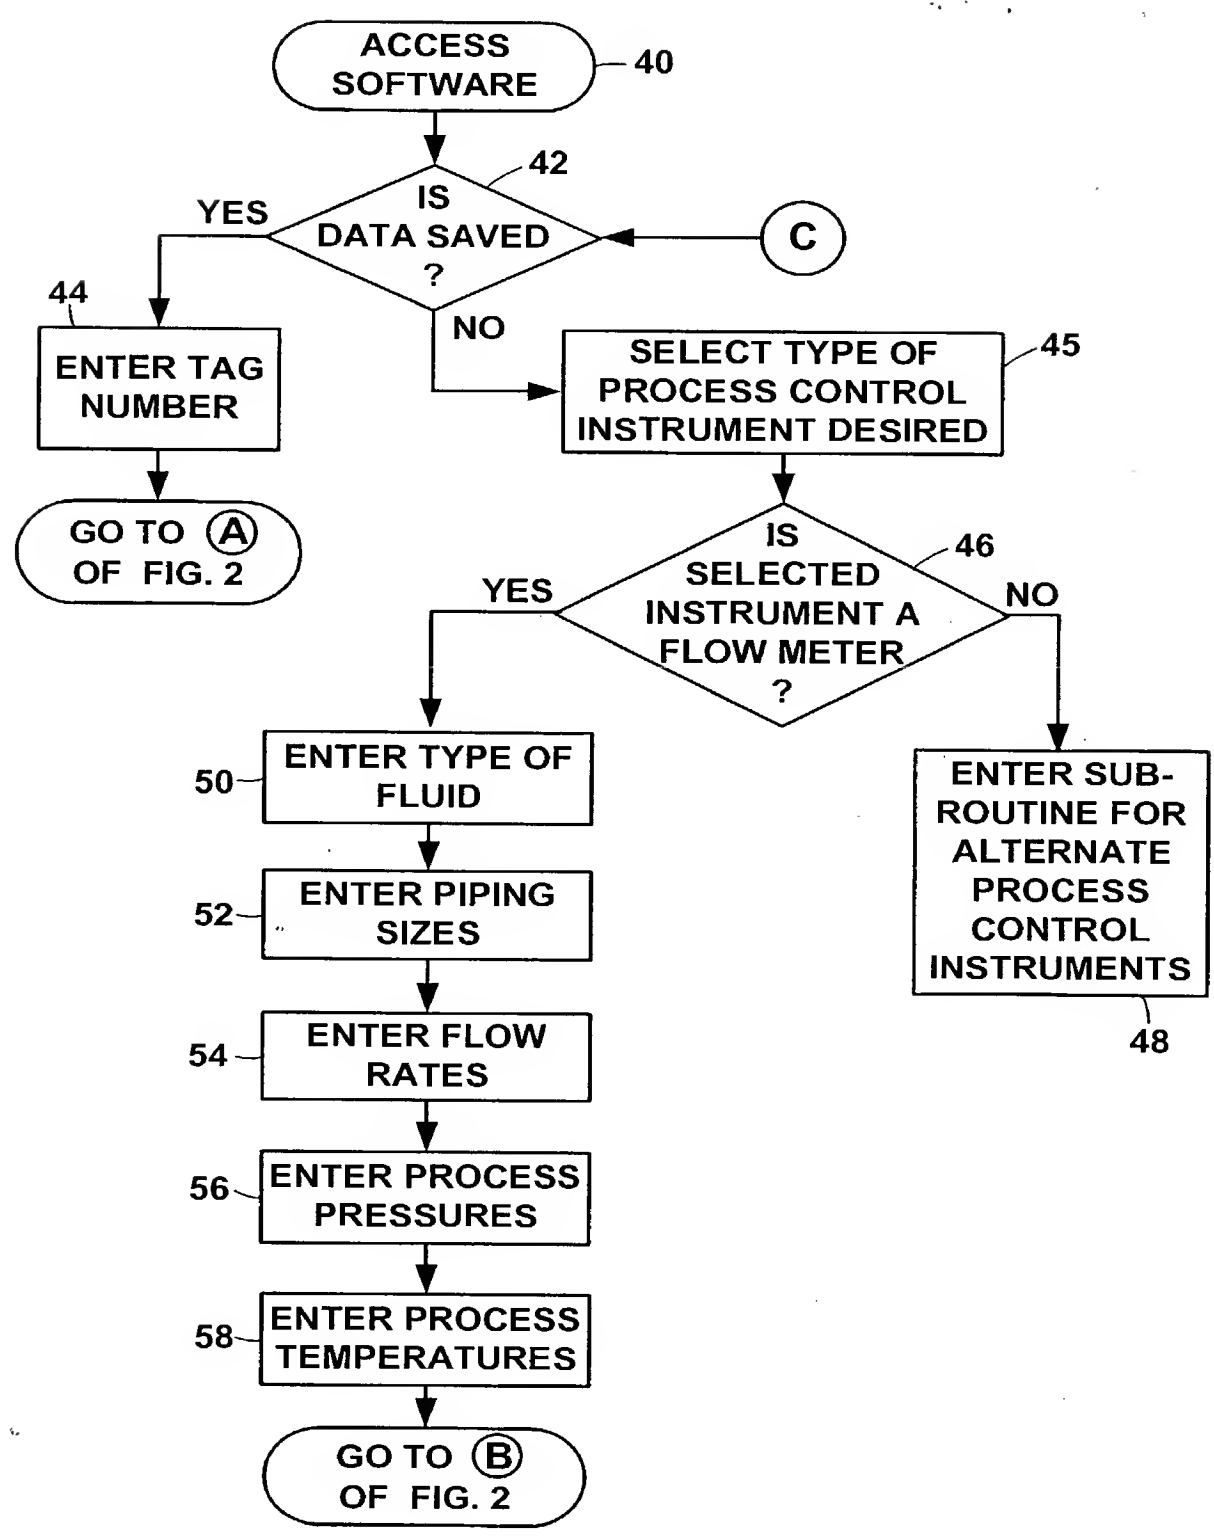 ACCESS
SOFTWARE
40
42
IS
DATA SAVED
?
YES
C
44
NO
ENTER TAG
NUMBER
SELECT TYPE OF
PROCESS CONTROL
INSTRUMENT DESIRED
45
GO TO A
OF FIG. 2
IS
SELECTED
INSTRUMENT A
FLOW METER
?
46
YES
NO
50
ENTER TYPE OF
FLUID
ENTER SUB-
ROUTINE FOR
ALTERNATE
PROCESS
CONTROL
INSTRUMENTS
48
52
ENTER PIPING
SIZES
54
ENTER FLOW
RATES
56
ENTER PROCESS
PRESSURES
58
ENTER PROCESS
TEMPERATURES
GO TO B
OF FIG. 2